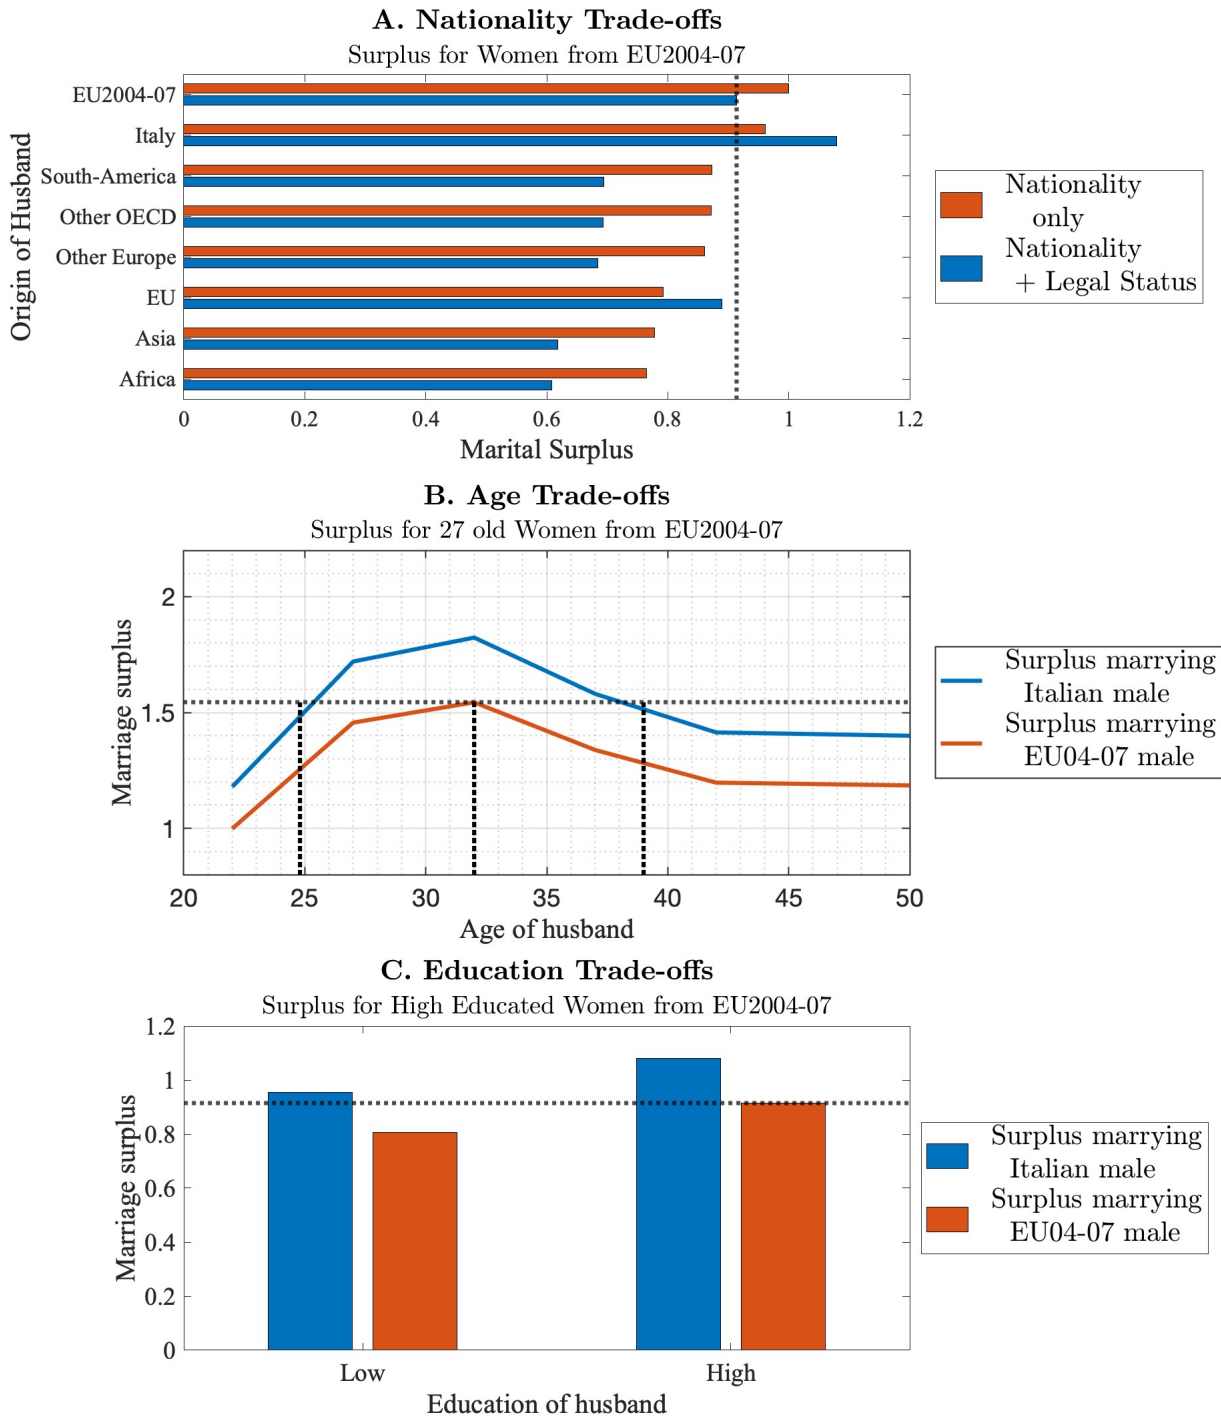 A. Nationality Trade-offs
Surplus for Women from EU2004-07
Origin of Husband
EU2004-07
Italy
South-America
Other OECD
Other Europe
EU
Asia
Africa
0 0.2 0.4 0.6 0.8 1 1.2
Marital Surplus
Nationality
only
Nationality
+ Legal Status
B. Age Trade-offs
Surplus for 27 old Women from EU2004-07
Marriage surplus
2
1.5
1
20 25 30 35 40 45 50
Age of husband
Surplus marrying
Italian male
Surplus marrying
EU04-07 male
C. Education Trade-offs
Surplus for High Educated Women from EU2004-07
Marriage surplus
1.2
1
0.8
0.6
0.4
0.2
0
Low High
Education of husband
Surplus marrying
Italian male
Surplus marrying
EU04-07 male